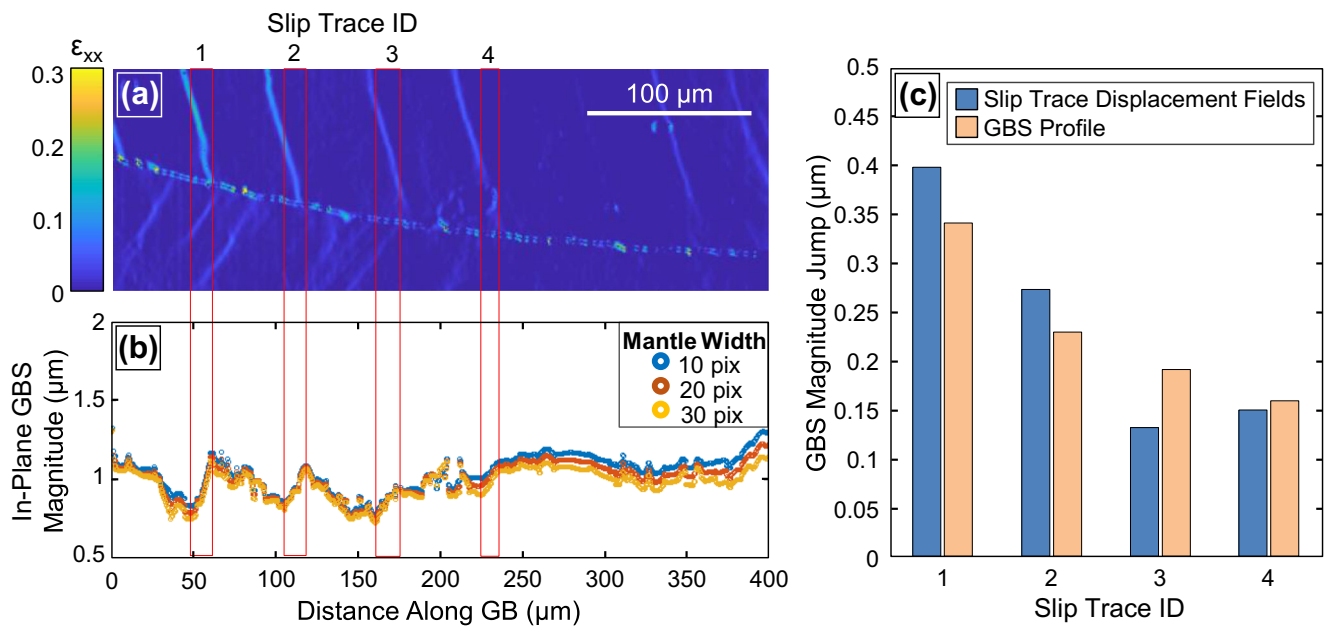 Slip Trace ID
1 2 3 4
εxx
0.3
0.2
0.1
0
(a)
100 µm
(b)
In-Plane GBS
Magnitude (µm)
2
1.5
1
0.5
Mantle Width
10 pix
20 pix
30 pix
0 50 100 150 200 250 300 350 400
Distance Along GB (µm)
(c)
Slip Trace Displacement Fields
GBS Profile
GBS Magnitude Jump (µm)
0.5
0.45
0.4
0.35
0.3
0.25
0.2
0.15
0.1
0.05
0
1 2 3 4
Slip Trace ID